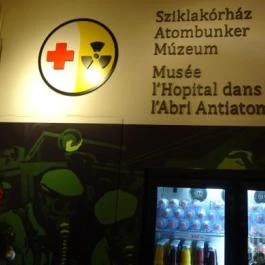 Sziklakórház
Atombunker
Múzeum
Musée
l'Hopital dans
l'Abri Antiatom